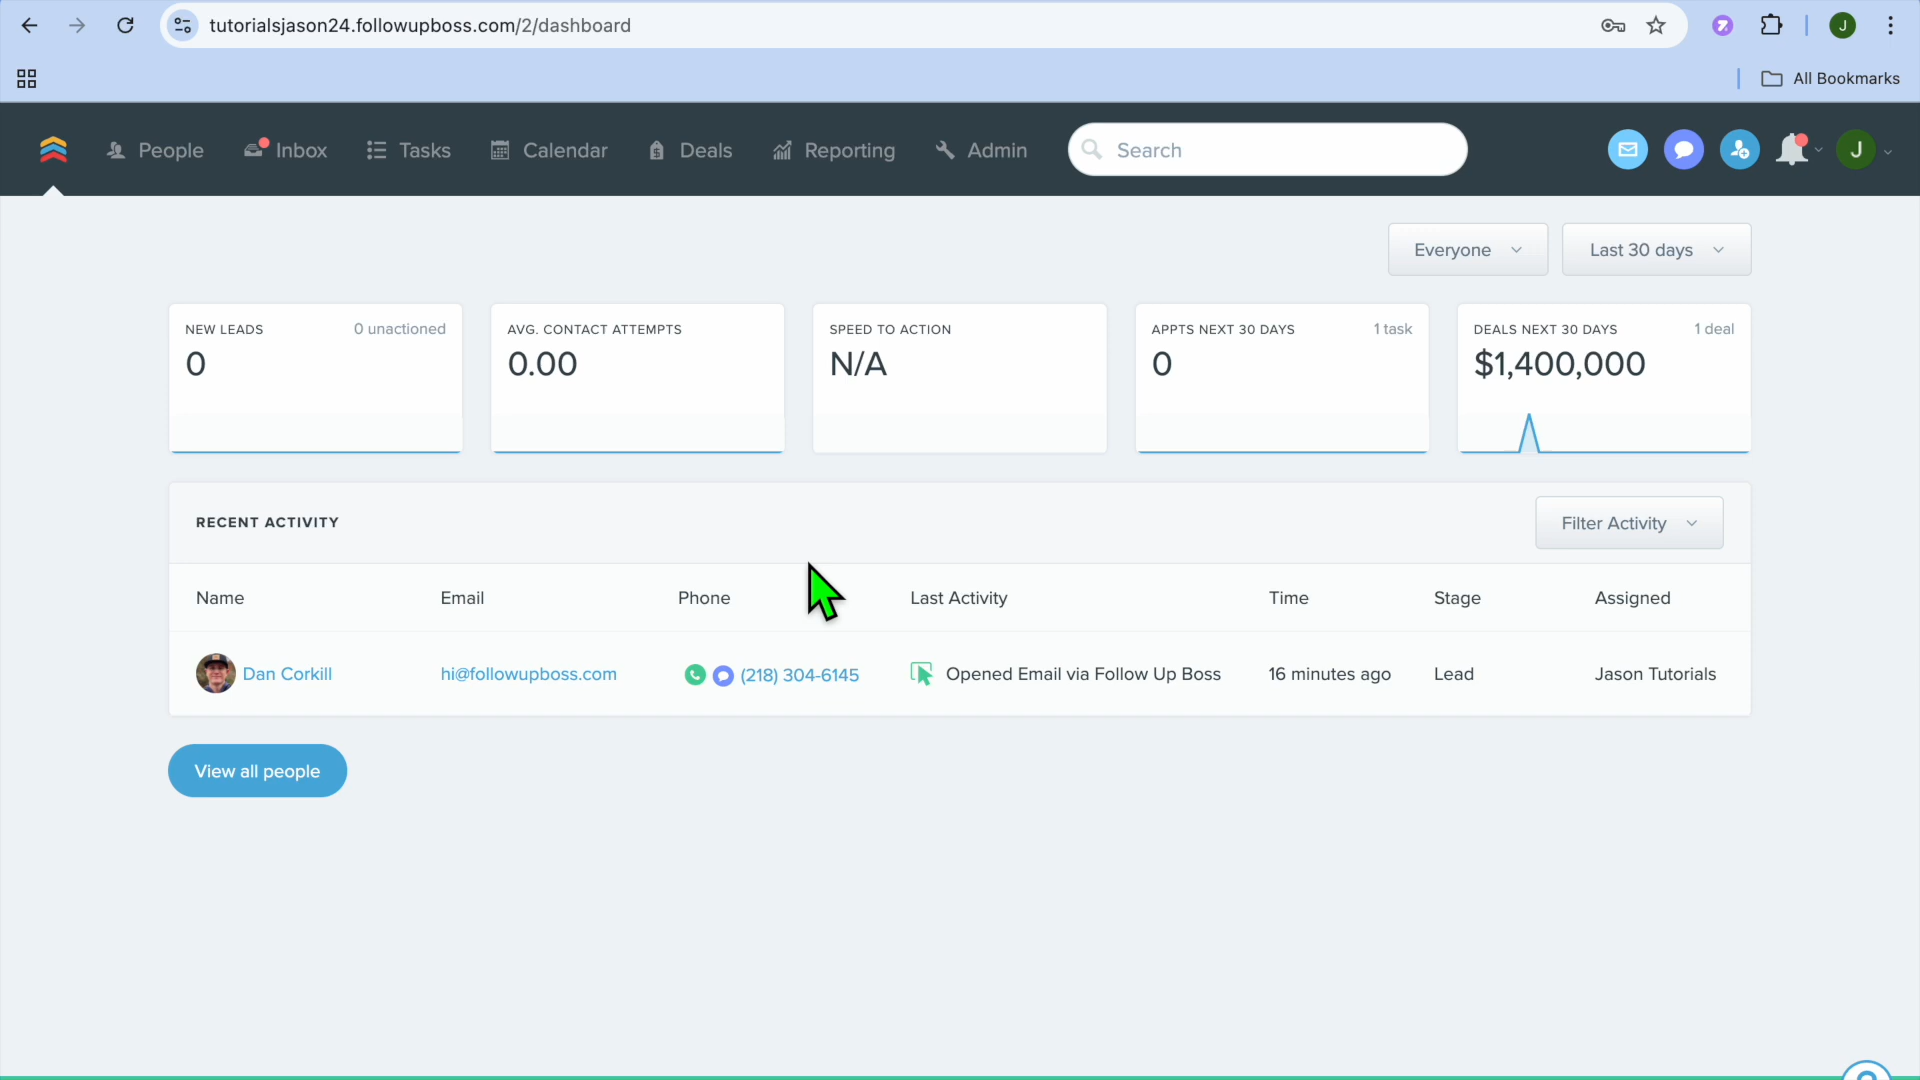 tutorialsjason24.followupboss.com/2/dashboard
J
All Bookmarks
People
Inbox
Tasks
Calendar
Deals
Reporting
Admin
Search
J
Everyone
Last 30 days
NEW LEADS
0 unactioned
0
AVG. CONTACT ATTEMPTS
0.00
SPEED TO ACTION
N/A
APPTS NEXT 30 DAYS
1 task
0
DEALS NEXT 30 DAYS
1 deal
$1,400,000
RECENT ACTIVITY
Filter Activity
Name
Email
Phone
Last Activity
Time
Stage
Assigned
Dan Corkill
hi@followupboss.com
(218) 304-6145
Opened Email via Follow Up Boss
16 minutes ago
Lead
Jason Tutorials
View all people